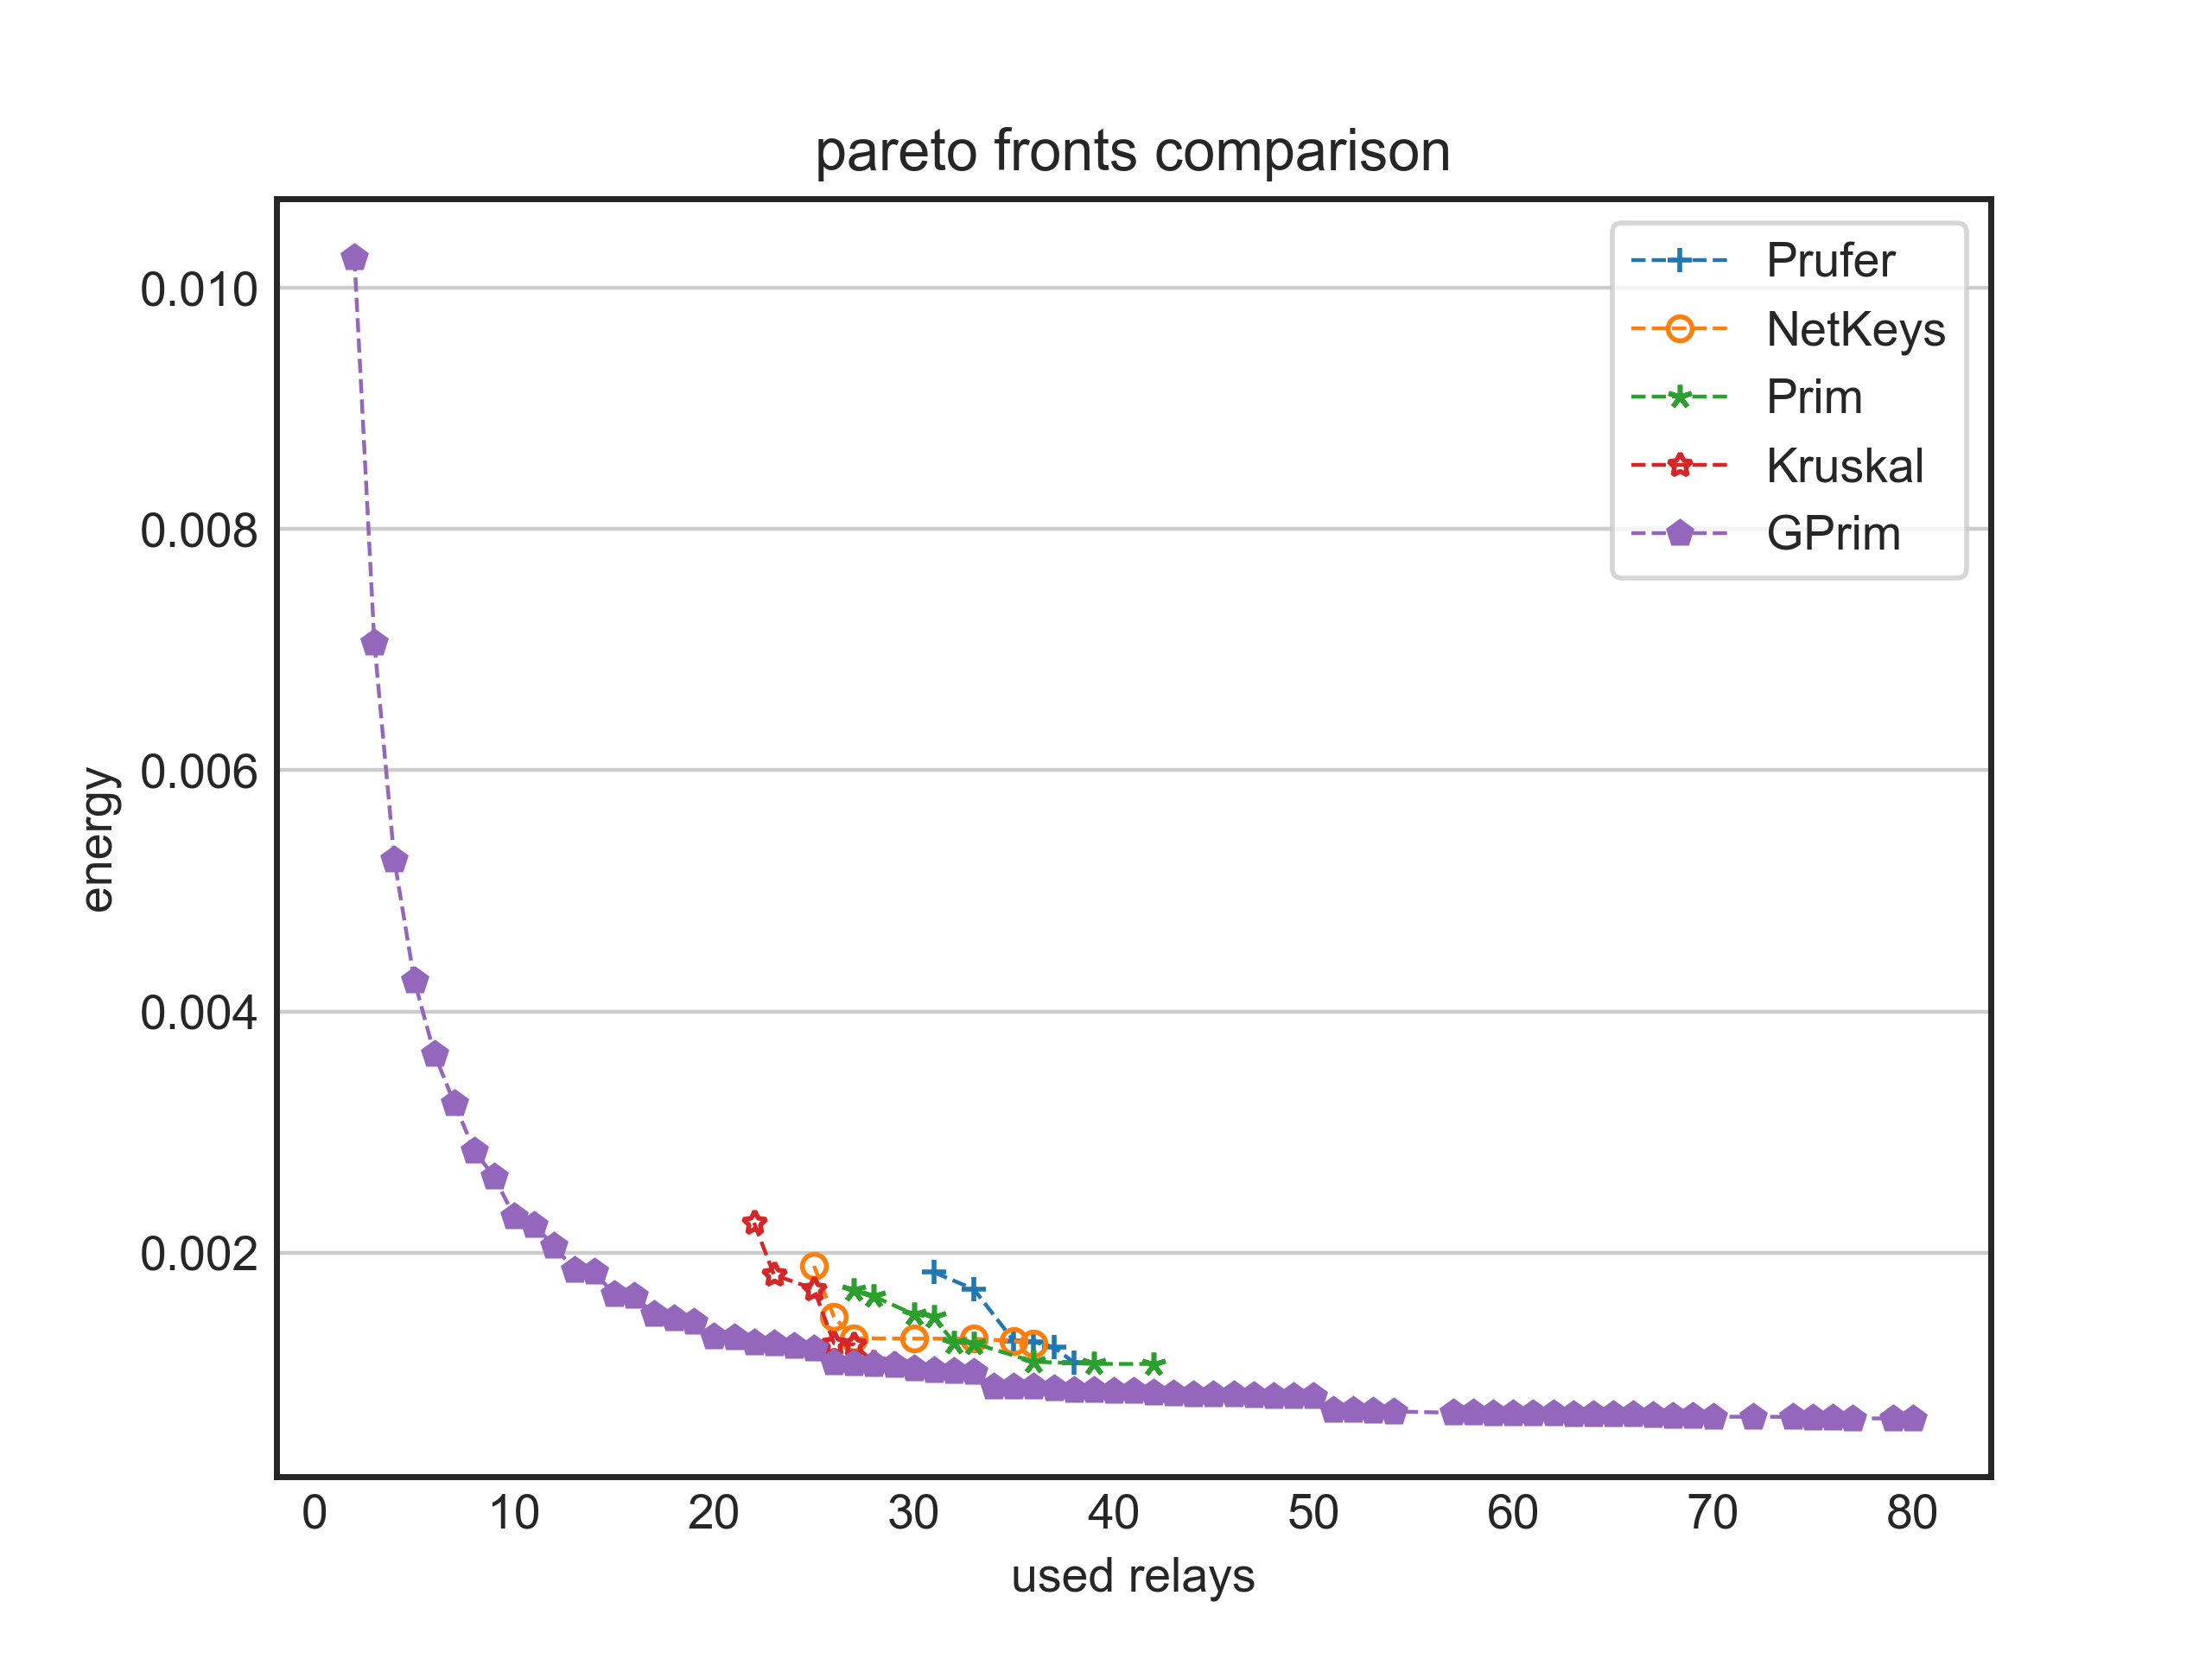 pareto fronts comparison
Prufer
NetKeys
Prim
Kruskal
GPrim
energy
0.010
0.008
0.006
0.004
0.002
0 10 20 30 40 50 60 70 80
used relays